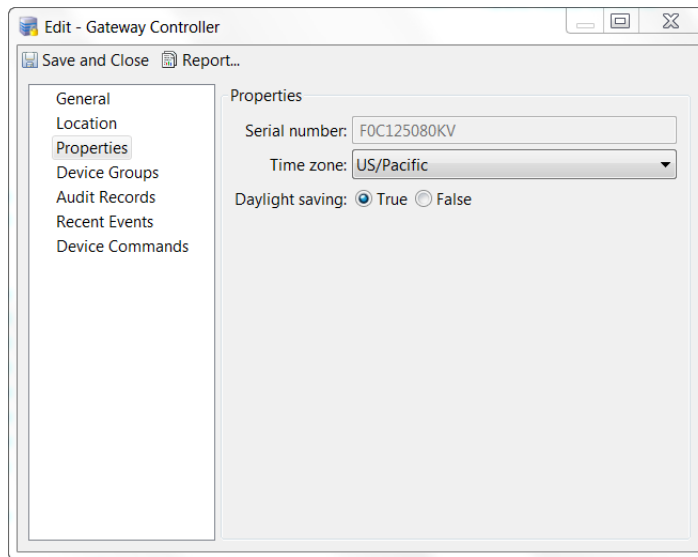 Edit - Gateway Controller
Save and Close Report...
General
Location
Properties
Device Groups
Audit Records
Recent Events
Device Commands
Properties
Serial number: F0C125080KV
Time zone: US/Pacific
Daylight saving: True False